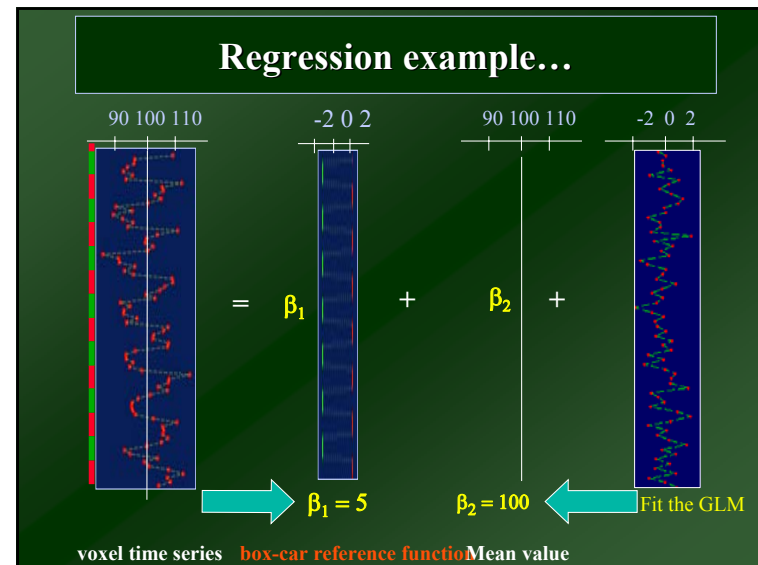 Regression example…
90 100 110 -2 0 2 90 100 110 -2 0 2
= β1 + β2 +
β1 = 5 β2 = 100 Fit the GLM
voxel time series box-car reference function Mean value